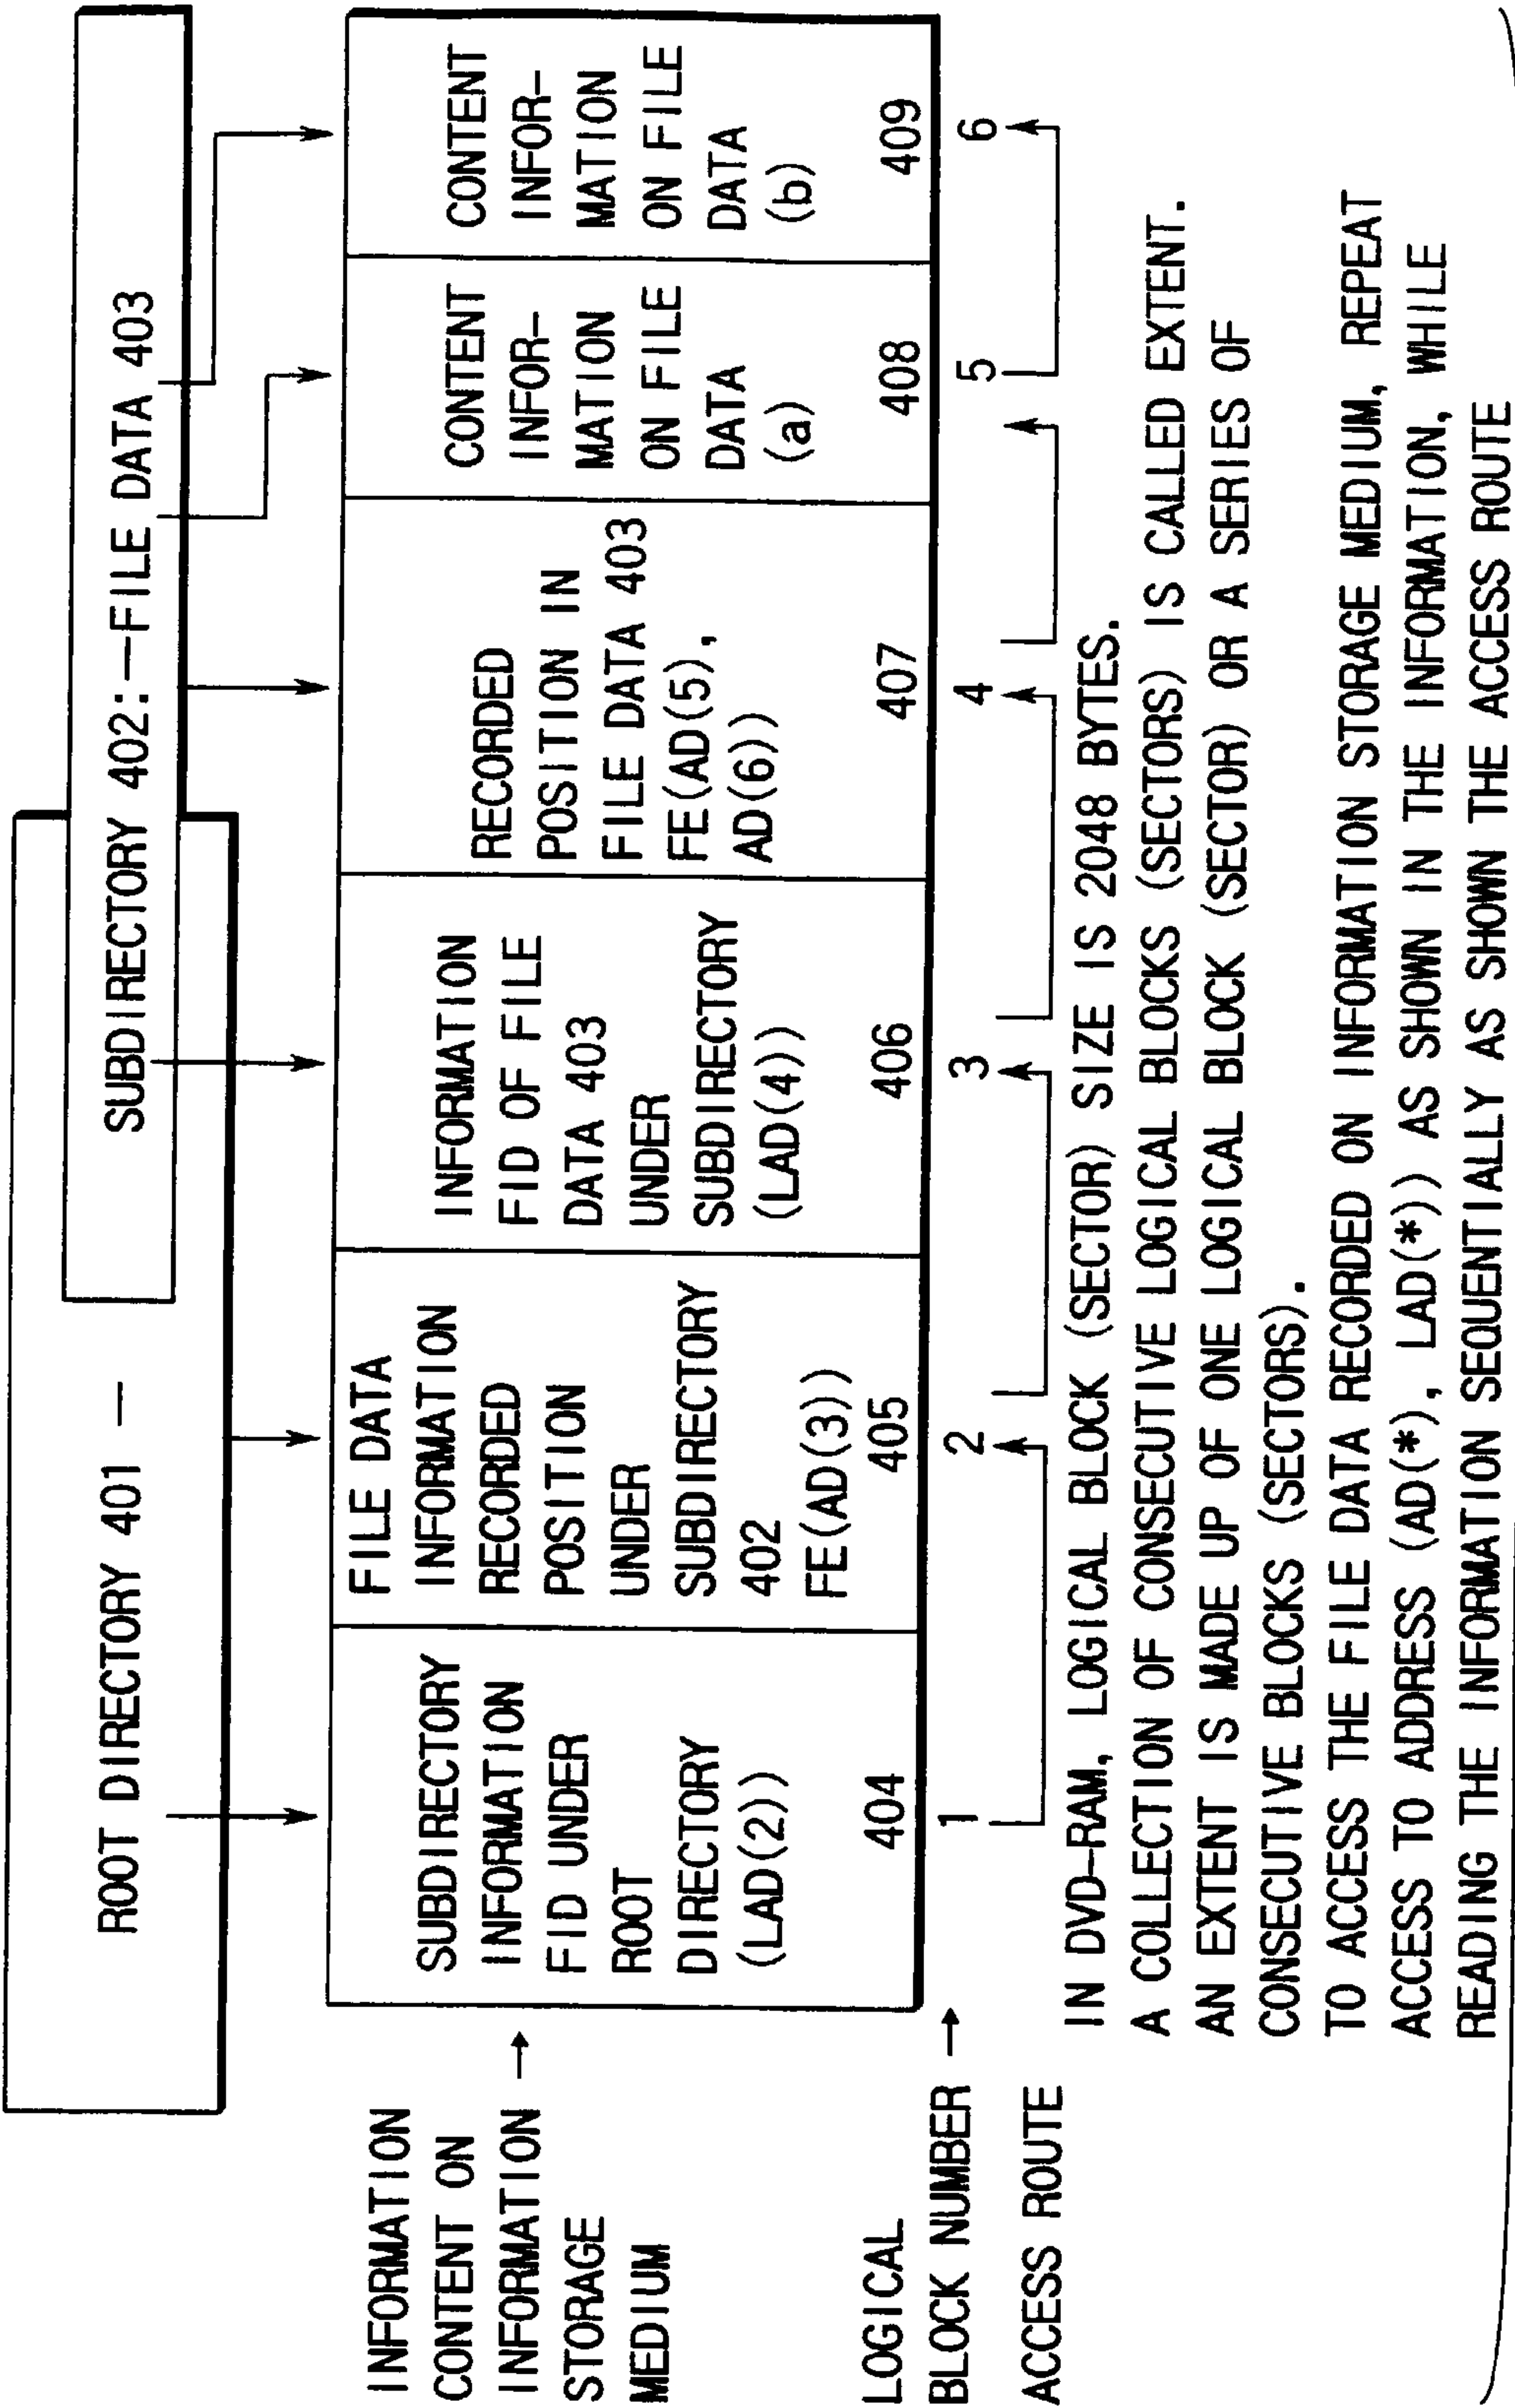 ROOT DIRECTORY 401 —
SUBDIRECTORY 402:—FILE DATA 403
INFORMATION
CONTENT ON
INFORMATION →
STORAGE
MEDIUM
SUBDIRECTORY
INFORMATION
FID UNDER
ROOT
DIRECTORY
(LAD(2))
404
FILE DATA
INFORMATION
RECORDED
POSITION
UNDER
SUBDIRECTORY
402
FE(AD(3))
405
INFORMATION
FID OF FILE
DATA 403
UNDER
SUBDIRECTORY
(LAD(4))
406
RECORDED
POSITION IN
FILE DATA 403
FE(AD(5),
AD(6))
407
CONTENT
INFOR-
MATION
ON FILE
DATA
(a)
408
CONTENT
INFOR-
MATION
ON FILE
DATA
(b)
409
LOGICAL
BLOCK NUMBER →
1 2 3 4 5 6
ACCESS ROUTE
IN DVD-RAM, LOGICAL BLOCK (SECTOR) SIZE IS 2048 BYTES.
A COLLECTION OF CONSECUTIVE LOGICAL BLOCKS (SECTORS) IS CALLED EXTENT.
AN EXTENT IS MADE UP OF ONE LOGICAL BLOCK (SECTOR) OR A SERIES OF
CONSECUTIVE BLOCKS (SECTORS).
TO ACCESS THE FILE DATA RECORDED ON INFORMATION STORAGE MEDIUM, REPEAT
ACCESS TO ADDRESS (AD(*), LAD(*)) AS SHOWN IN THE INFORMATION, WHILE
READING THE INFORMATION SEQUENTIALLY AS SHOWN THE ACCESS ROUTE